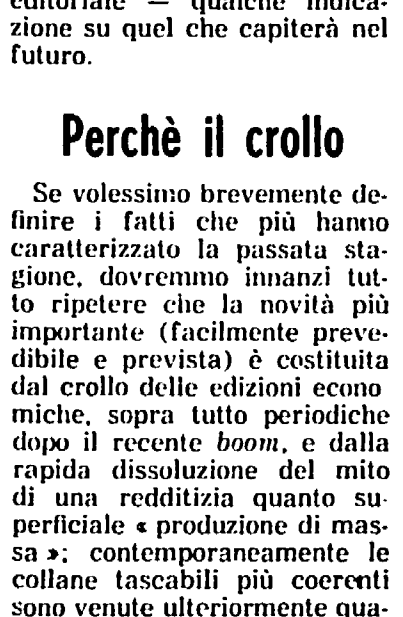 editoriale — qualche indica-
zione su quel che capiterà nel
futuro.
Perchè il crollo
Se volessimo brevemente de-
finire i fatti che più hanno
caratterizzato la passata sta-
gione, dovremmo innanzi tut-
to ripetere che la novità più
importante (facilmente preve-
dibile e prevista) è costituita
dal crollo delle edizioni econo
miche, sopra tutto periodiche
dopo il recente boom, e dalla
rapida dissoluzione del mito
di una redditizia quanto su-
perficiale « produzione di mas-
sa »; contemporaneamente le
collane tascabili più coerenti
sono venute ulteriormente qua-